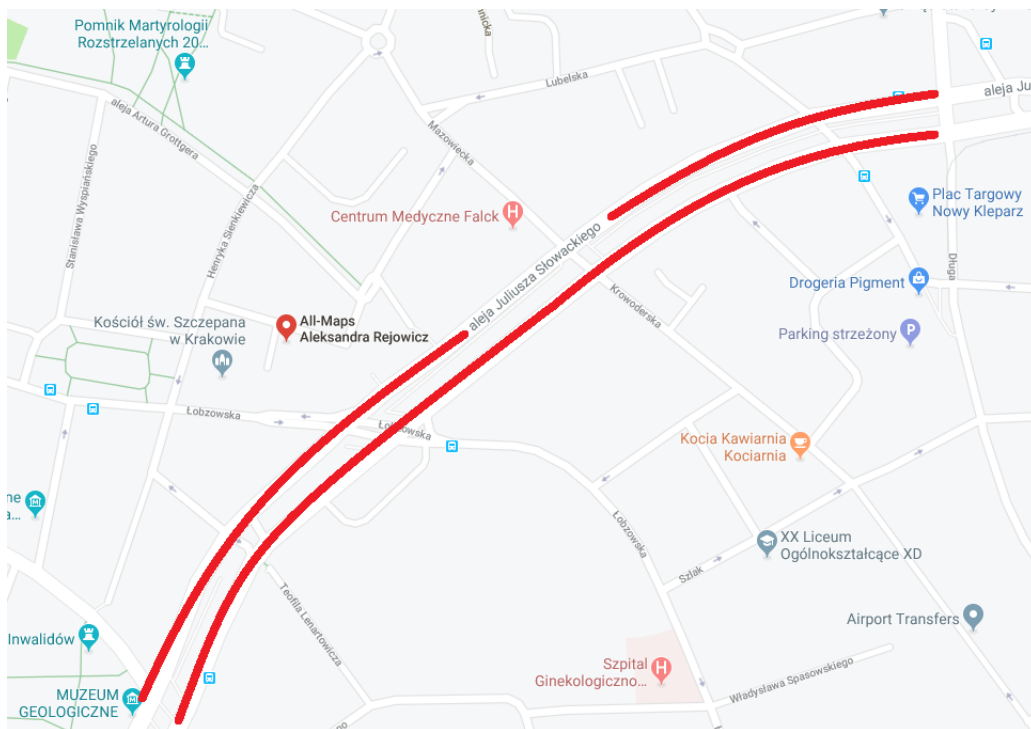 Pomnik Martyrologii
Rozstrzelanych 20...
aleja Artura Grottgera
Lubelska
aleja Ju
Mazowiecka
Stanisława Wyspiańskiego
Henryka Sienkiewicza
Centrum Medyczne Falck
Plac Targowy
Nowy Kleparz
aleja Juliusza Słowackiego
Długa
Drogeria Pigment
Krowoderska
Kościół św. Szczepana
w Krakowie
All-Maps
Aleksandra Rejowicz
Parking strzeżony
Łobzowska
Łobzowska
Kocia Kawiarnia
Kociarnia
ne
a...
Łobzowska
XX Liceum
Ogólnokształcące XD
Szlak
Teofila Lenartowicza
Inwalidów
Airport Transfers
Szpital
Ginekologiczno...
Władysława Spasowskiego
MUZEUM
GEOLOGICZNE